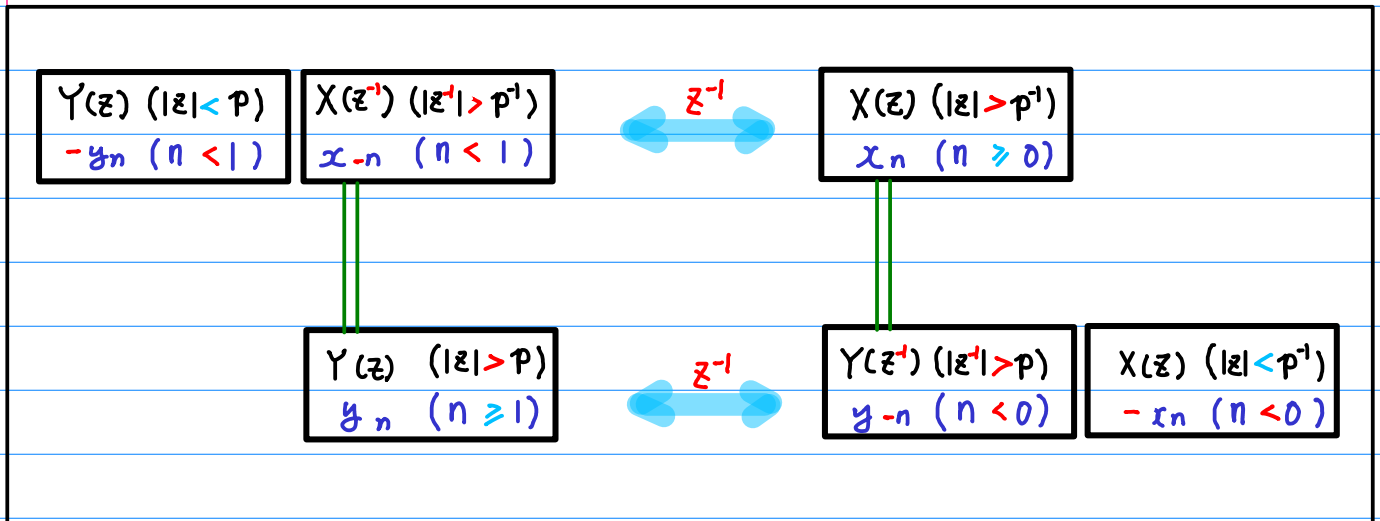 Y(z) (|z|< p) X(z⁻¹) (|z⁻¹|> p⁻¹) z⁻¹ X(z) (|z|>p⁻¹)
-yₙ (n < 1) x₋ₙ (n < 1) xₙ (n ⩾ 0)
Y(z) (|z|>p) z⁻¹ Y(z⁻¹) (|z⁻¹|>p) X(z) (|z|<p⁻¹)
yₙ (n ⩾ 1) y₋ₙ (n < 0) -xₙ (n <0)